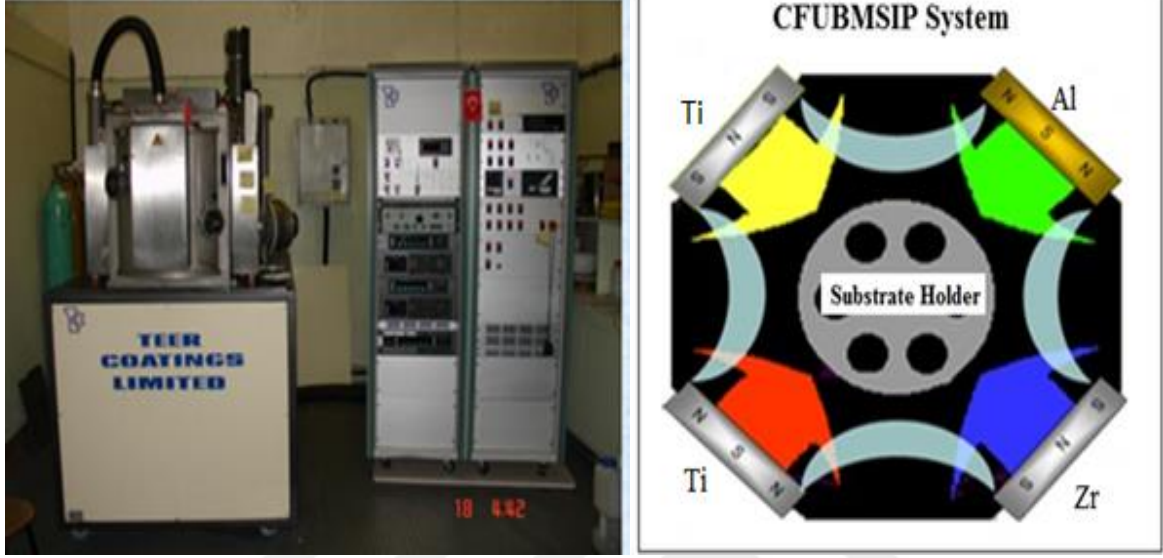 TEER
COATINGS
LIMITED
18 4:42
CFUBMSIP System
Ti
S
N
S
Al
N
S
N
Substrate Holder
Ti
N
S
N
Zr
S
N
S